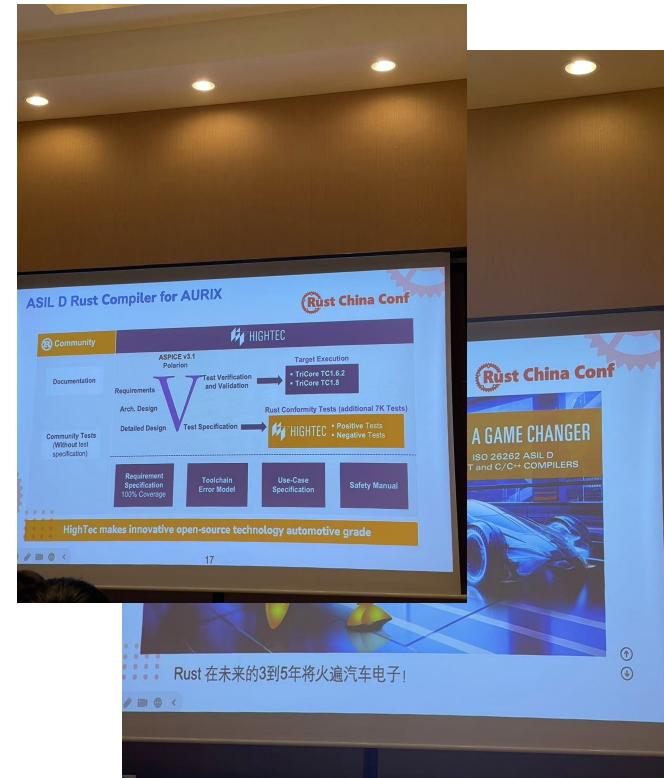 ASIL D Rust Compiler for AURIX
Rust China Conf
Community
HIGHTEC
ASPICE v3.1
Polarion
Target Execution
Documentation
Test Verification
and Validation
• TriCore TC1.6.2
• TriCore TC1.8
Requirements
Arch. Design
Rust Conformity Tests (additional 7K Tests)
Community Tests
(Without test
specification)
Detailed Design
Test Specification
HIGHTEC
• Positive Tests
• Negative Tests
Requirement
Specification
100% Coverage
Toolchain
Error Model
Use-Case
Specification
Safety Manual
HighTec makes innovative open-source technology automotive grade
17
Rust China Conf
A GAME CHANGER
ISO 26262 ASIL D
T and C/C++ COMPILERS
Rust 在未来的3到5年将火遍汽车电子!